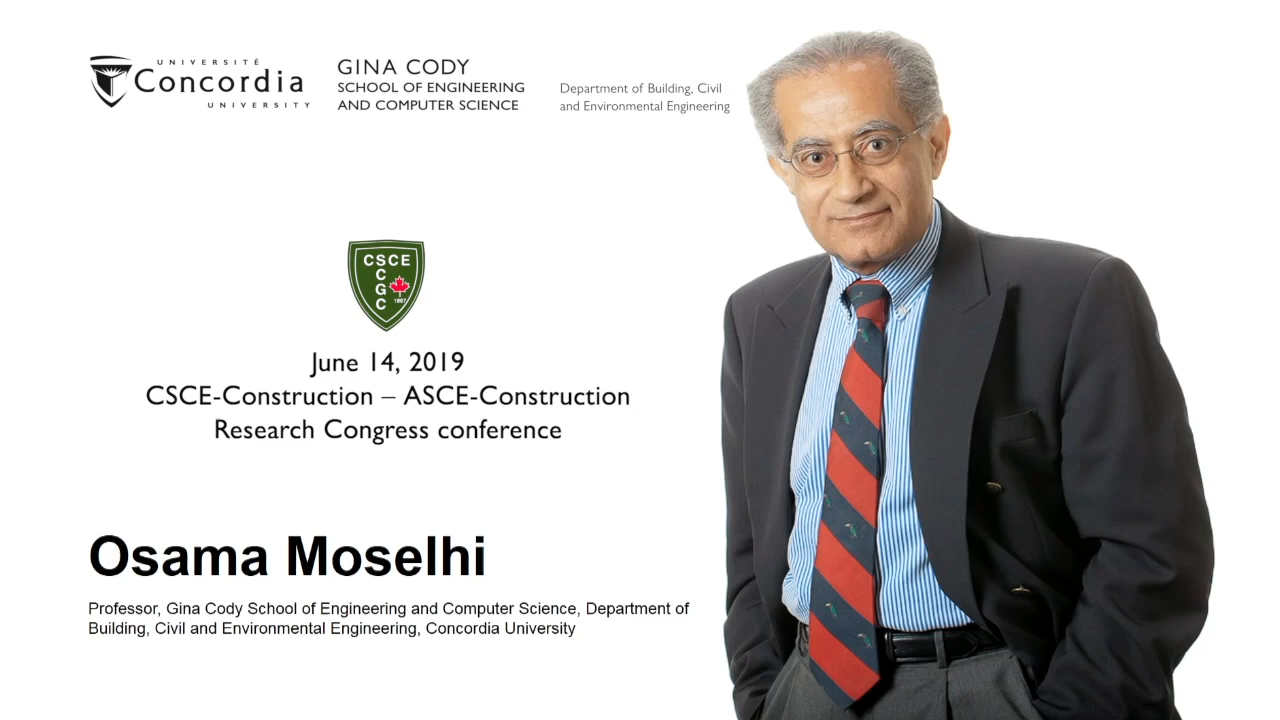 UNIVERSITÉ
Concordia
UNIVERSITY
GINA CODY
SCHOOL OF ENGINEERING
AND COMPUTER SCIENCE
Department of Building, Civil
and Environmental Engineering
CSCE
C
G
C
1887
June 14, 2019
CSCE-Construction – ASCE-Construction
Research Congress conference
Osama Moselhi
Professor, Gina Cody School of Engineering and Computer Science, Department of
Building, Civil and Environmental Engineering, Concordia University